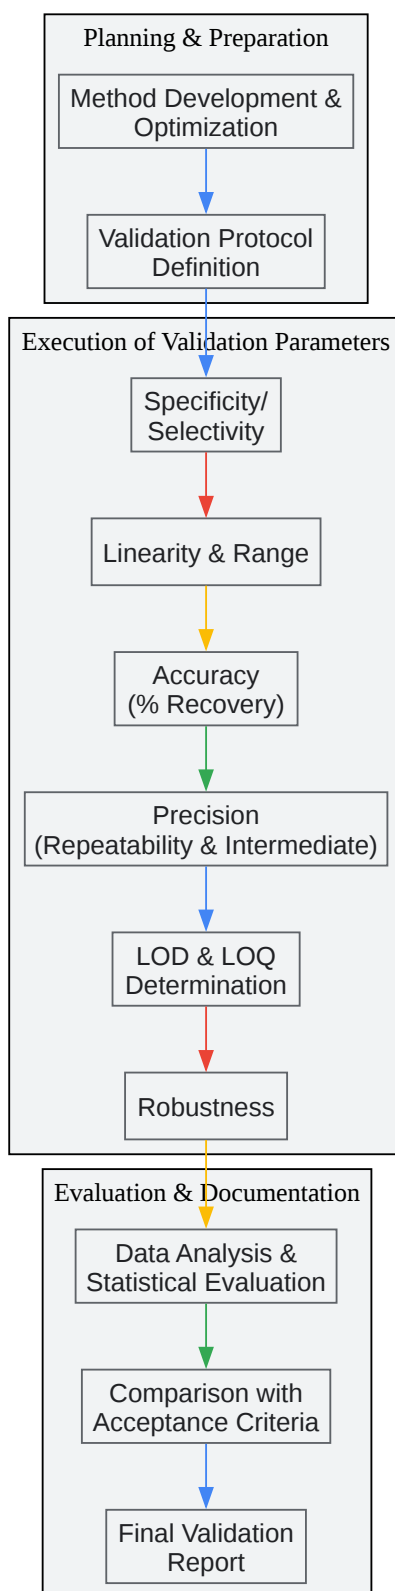 Planning & Preparation
Method Development &
Optimization
Validation Protocol
Definition
Execution of Validation Parameters
Specificity/
Selectivity
Linearity & Range
Accuracy
(% Recovery)
Precision
(Repeatability & Intermediate)
LOD & LOQ
Determination
Robustness
Evaluation & Documentation
Data Analysis &
Statistical Evaluation
Comparison with
Acceptance Criteria
Final Validation
Report